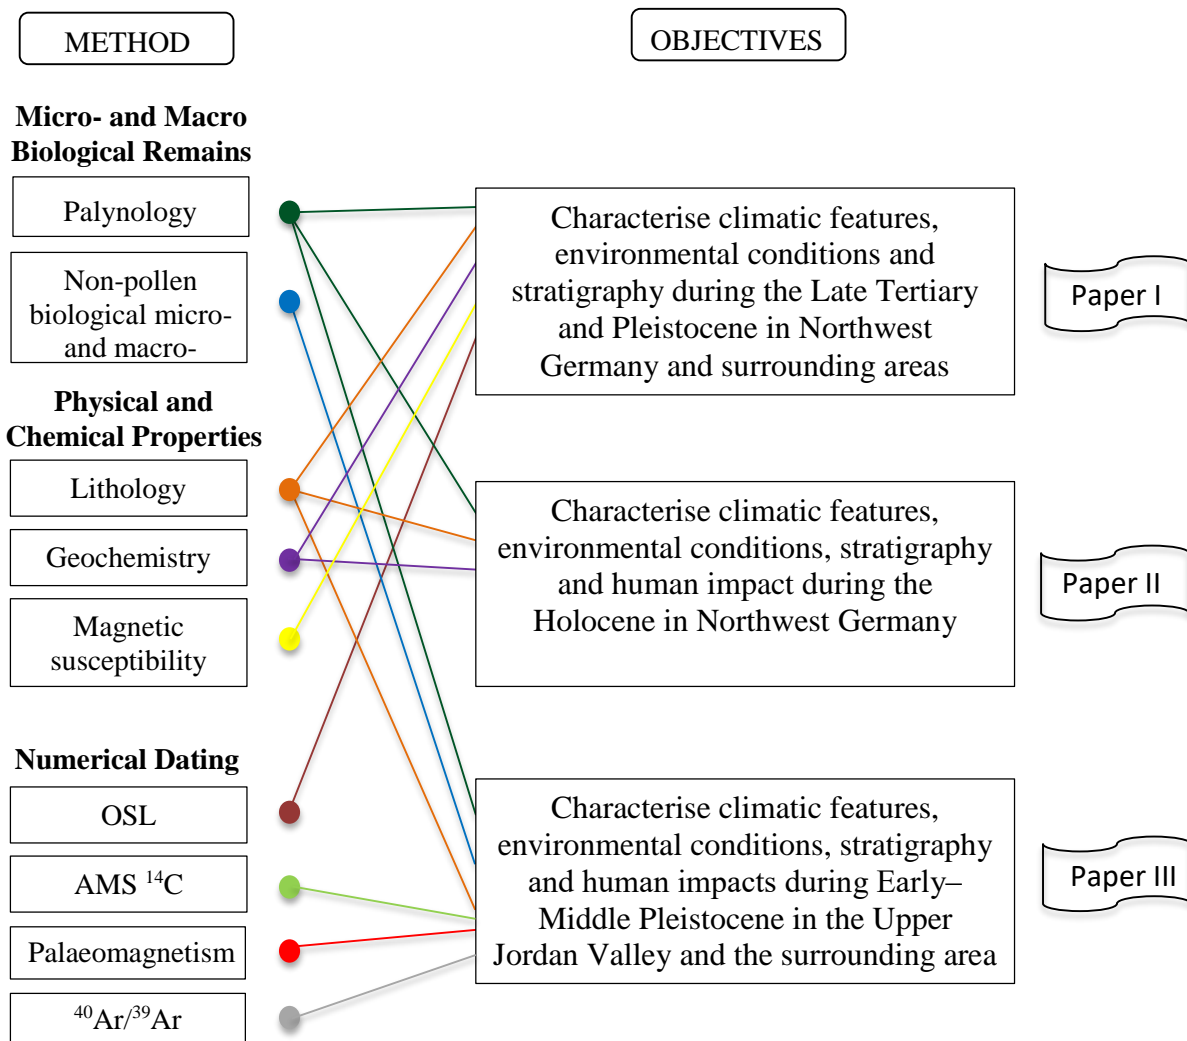 METHOD
OBJECTIVES
Micro- and Macro
Biological Remains
Palynology
Non-pollen
biological micro-
and macro-
Physical and
Chemical Properties
Lithology
Geochemistry
Magnetic
susceptibility
Numerical Dating
OSL
AMS ¹⁴C
Palaeomagnetism
⁴⁰Ar/³⁹Ar
Characterise climatic features,
environmental conditions and
stratigraphy during the Late Tertiary
and Pleistocene in Northwest
Germany and surrounding areas
Paper I
Characterise climatic features,
environmental conditions, stratigraphy
and human impact during the
Holocene in Northwest Germany
Paper II
Characterise climatic features,
environmental conditions, stratigraphy
and human impacts during Early–
Middle Pleistocene in the Upper
Jordan Valley and the surrounding area
Paper III